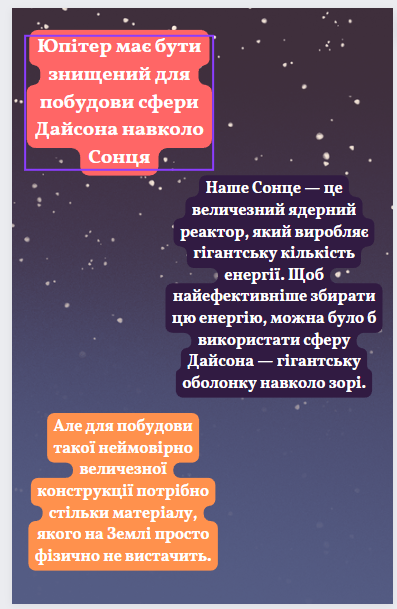 Юпітер має бути
знищений для
побудови сфери
Дайсона навколо
Сонця
Наше Сонце — це
величезний ядерний
реактор, який виробляє
гігантську кількість
енергії. Щоб
найефективніше збирати
цю енергію, можна було б
використати сферу
Дайсона — гігантську
оболонку навколо зорі.
Але для побудови
такої неймовірно
величезної
конструкції потрібно
стільки матеріалу,
якого на Землі просто
фізично не вистачить.